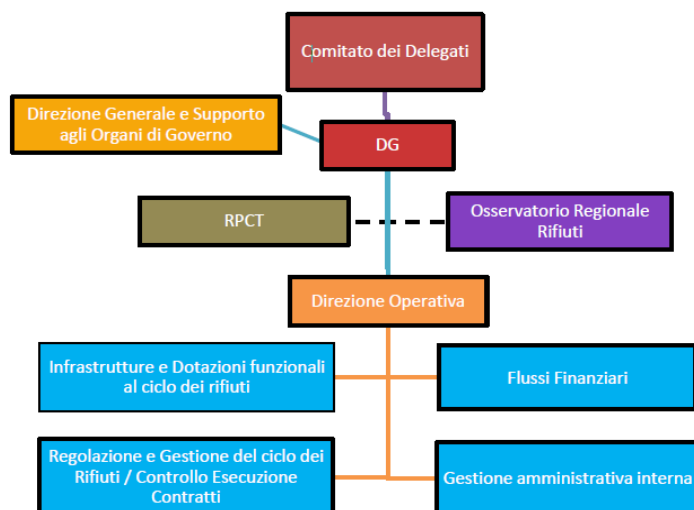 Comitato dei Delegati
Direzione Generale e Supporto
agli Organi di Governo
DG
RPCT
Osservatorio Regionale
Rifiuti
Direzione Operativa
Infrastrutture e Dotazioni funzionali
al ciclo dei rifiuti
Flussi Finanziari
Regolazione e Gestione del ciclo dei
Rifiuti / Controllo Esecuzione
Contratti
Gestione amministrativa interna